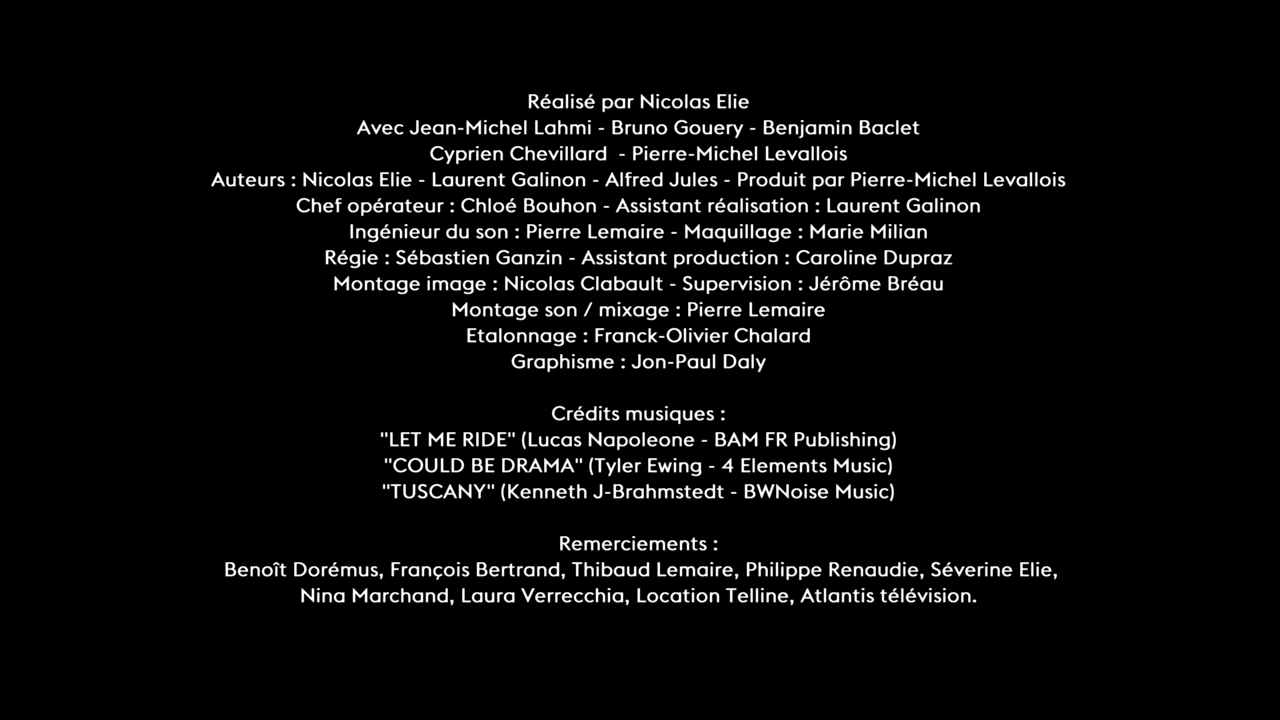 Réalisé par Nicolas Elie
Avec Jean-Michel Lahmi - Bruno Gouery - Benjamin Baclet
Cyprien Chevillard - Pierre-Michel Levallois
Auteurs : Nicolas Elie - Laurent Galinon - Alfred Jules - Produit par Pierre-Michel Levallois
Chef opérateur : Chloé Bouhon - Assistant réalisation : Laurent Galinon
Ingénieur du son : Pierre Lemaire - Maquillage : Marie Milian
Régie : Sébastien Ganzin - Assistant production : Caroline Dupraz
Montage image : Nicolas Clabault - Supervision : Jérôme Bréau
Montage son / mixage : Pierre Lemaire
Etalonnage : Franck-Olivier Chalard
Graphisme : Jon-Paul Daly
Crédits musiques :
"LET ME RIDE" (Lucas Napoleone - BAM FR Publishing)
"COULD BE DRAMA" (Tyler Ewing - 4 Elements Music)
"TUSCANY" (Kenneth J-Brahmstedt - BWNoise Music)
Remerciements :
Benoît Dorémus, François Bertrand, Thibaud Lemaire, Philippe Renaudie, Séverine Elie,
Nina Marchand, Laura Verrecchia, Location Telline, Atlantis télévision.